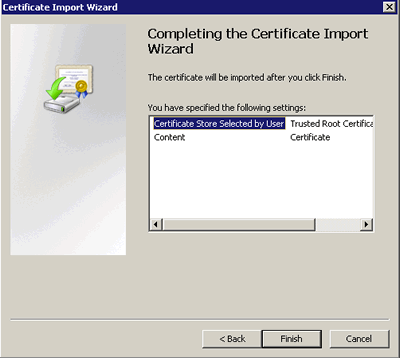 Certificate Import Wizard
Completing the Certificate Import
Wizard
The certificate will be imported after you click Finish.
You have specified the following settings:
Certificate Store Selected by User Trusted Root Certifica
Content Certificate
< Back Finish Cancel